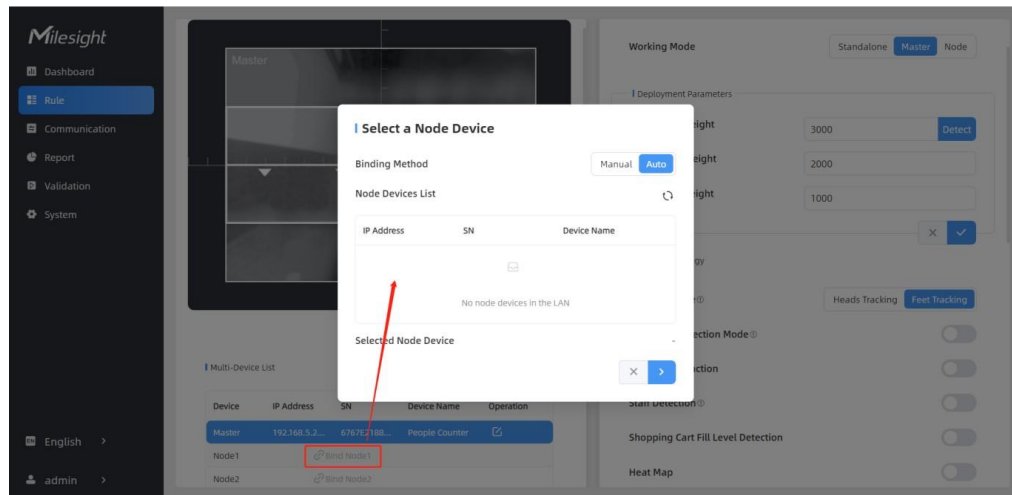 Milesight
Dashboard
Rule
Communication
Report
Validation
System
English
admin
Master
Multi-Device List
Device IP Address SN Device Name Operation
Master 192.168.5.2... 6767E2188... People Counter
Node1 Bind Node1
Node2 Bind Node2
Select a Node Device
Binding Method Manual Auto
Node Devices List
IP Address SN Device Name
No node devices in the LAN
Selected Node Device -
Working Mode Standalone Master Node
Deployment Parameters
eight 3000 Detect
eight 2000
eight 1000
gy
Heads Tracking Feet Tracking
ection Mode
ction
Staff Detection
Shopping Cart Fill Level Detection
Heat Map